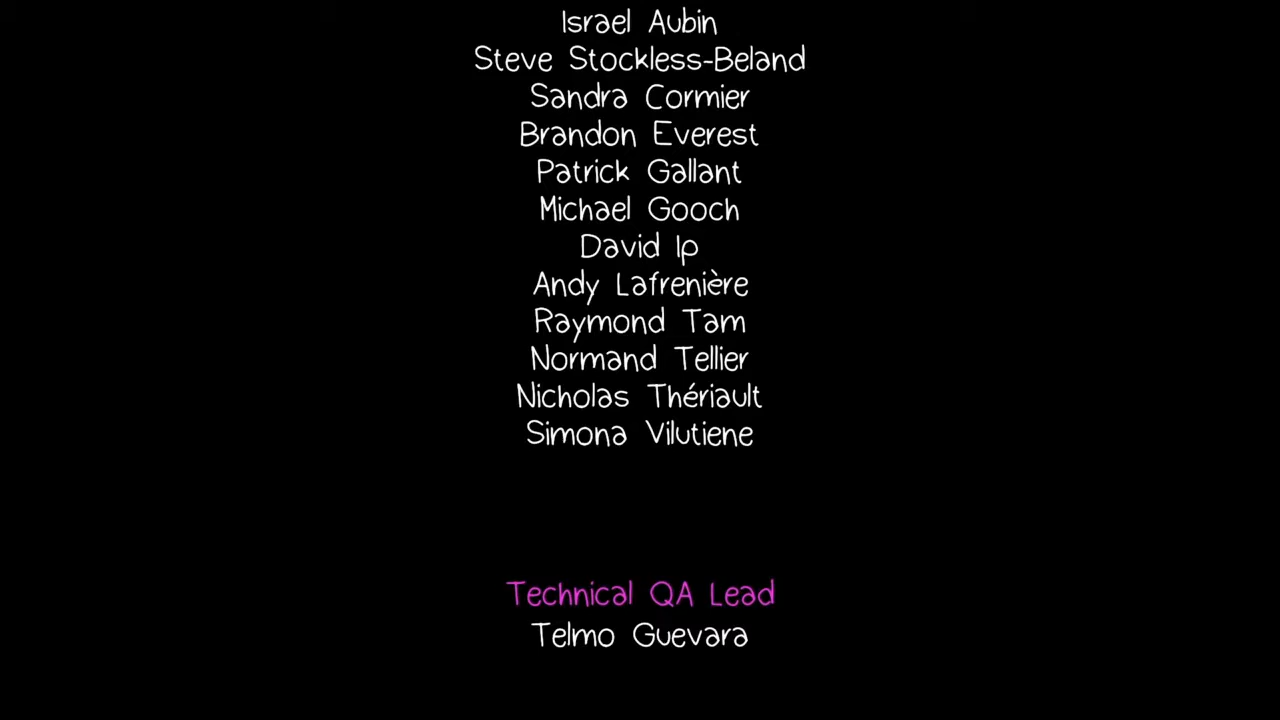 Israel Aubin
Steve Stockless-Beland
Sandra Cormier
Brandon Everest
Patrick Gallant
Michael Gooch
David Ip
Andy Lafrenière
Raymond Tam
Normand Tellier
Nicholas Thériault
Simona Vilutiene
Technical QA Lead
Telmo Guevara